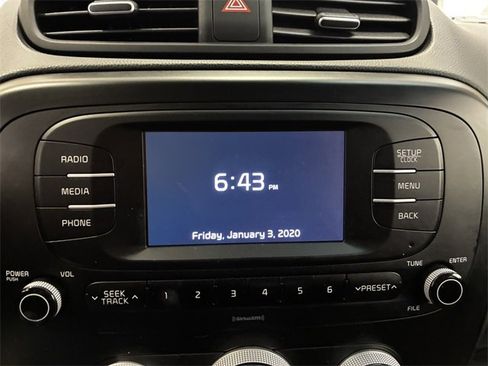 RADIO
MEDIA
PHONE
6:43 PM
Friday, January 3, 2020
SETUP
CLOCK
MENU
BACK
POWER
PUSH
VOL
SEEK
TRACK
1 2 3 4 5 6
PRESET
TUNE
ENTER
FILE
SiriusXM